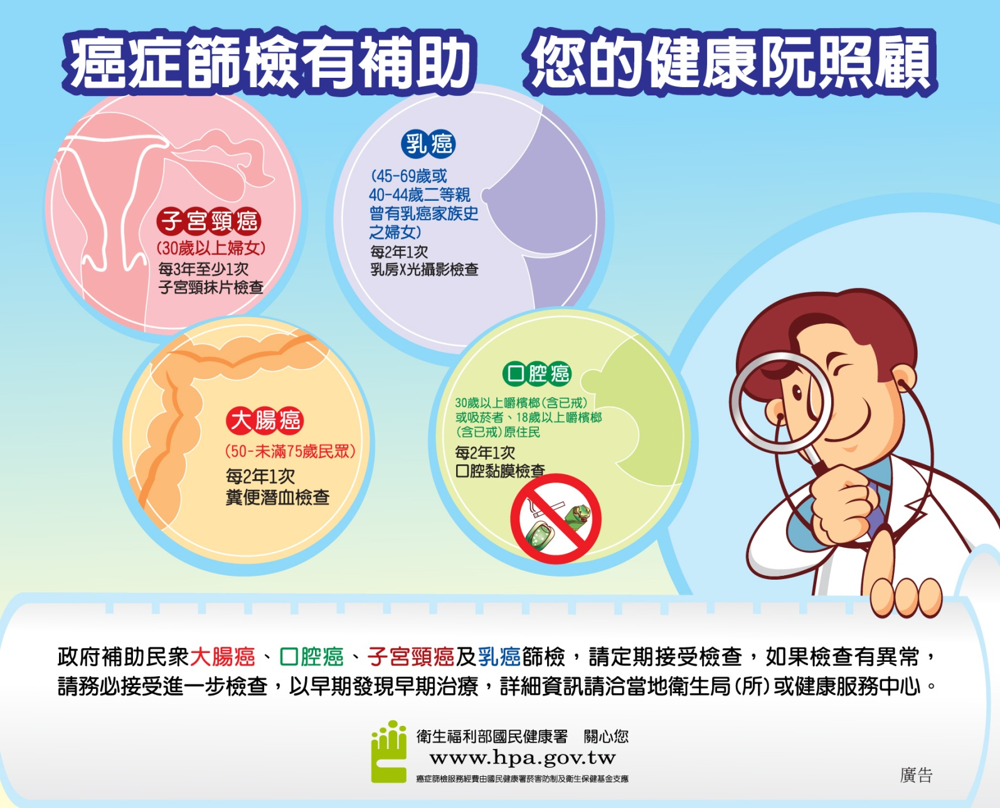 癌症篩檢有補助 您的健康阮照顧
子宮頸癌
(30歲以上婦女)
每3年至少1次
子宮頸抹片檢查
乳癌
(45-69歲或
40-44歲二等親
曾有乳癌家族史
之婦女)
每2年1次
乳房X光攝影檢查
大腸癌
(50-未滿75歲民眾)
每2年1次
糞便潛血檢查
口腔癌
30歲以上嚼檳榔(含已戒)
或吸菸者、18歲以上嚼檳榔
(含已戒)原住民
每2年1次
口腔黏膜檢查
政府補助民眾大腸癌、口腔癌、子宮頸癌及乳癌篩檢，請定期接受檢查，如果檢查有異常，
請務必接受進一步檢查，以早期發現早期治療，詳細資訊請洽當地衛生局(所)或健康服務中心。
衛生福利部國民健康署 關心您
www.hpa.gov.tw
癌症篩檢服務經費由國民健康署菸害防制及衛生保健基金支應
廣告